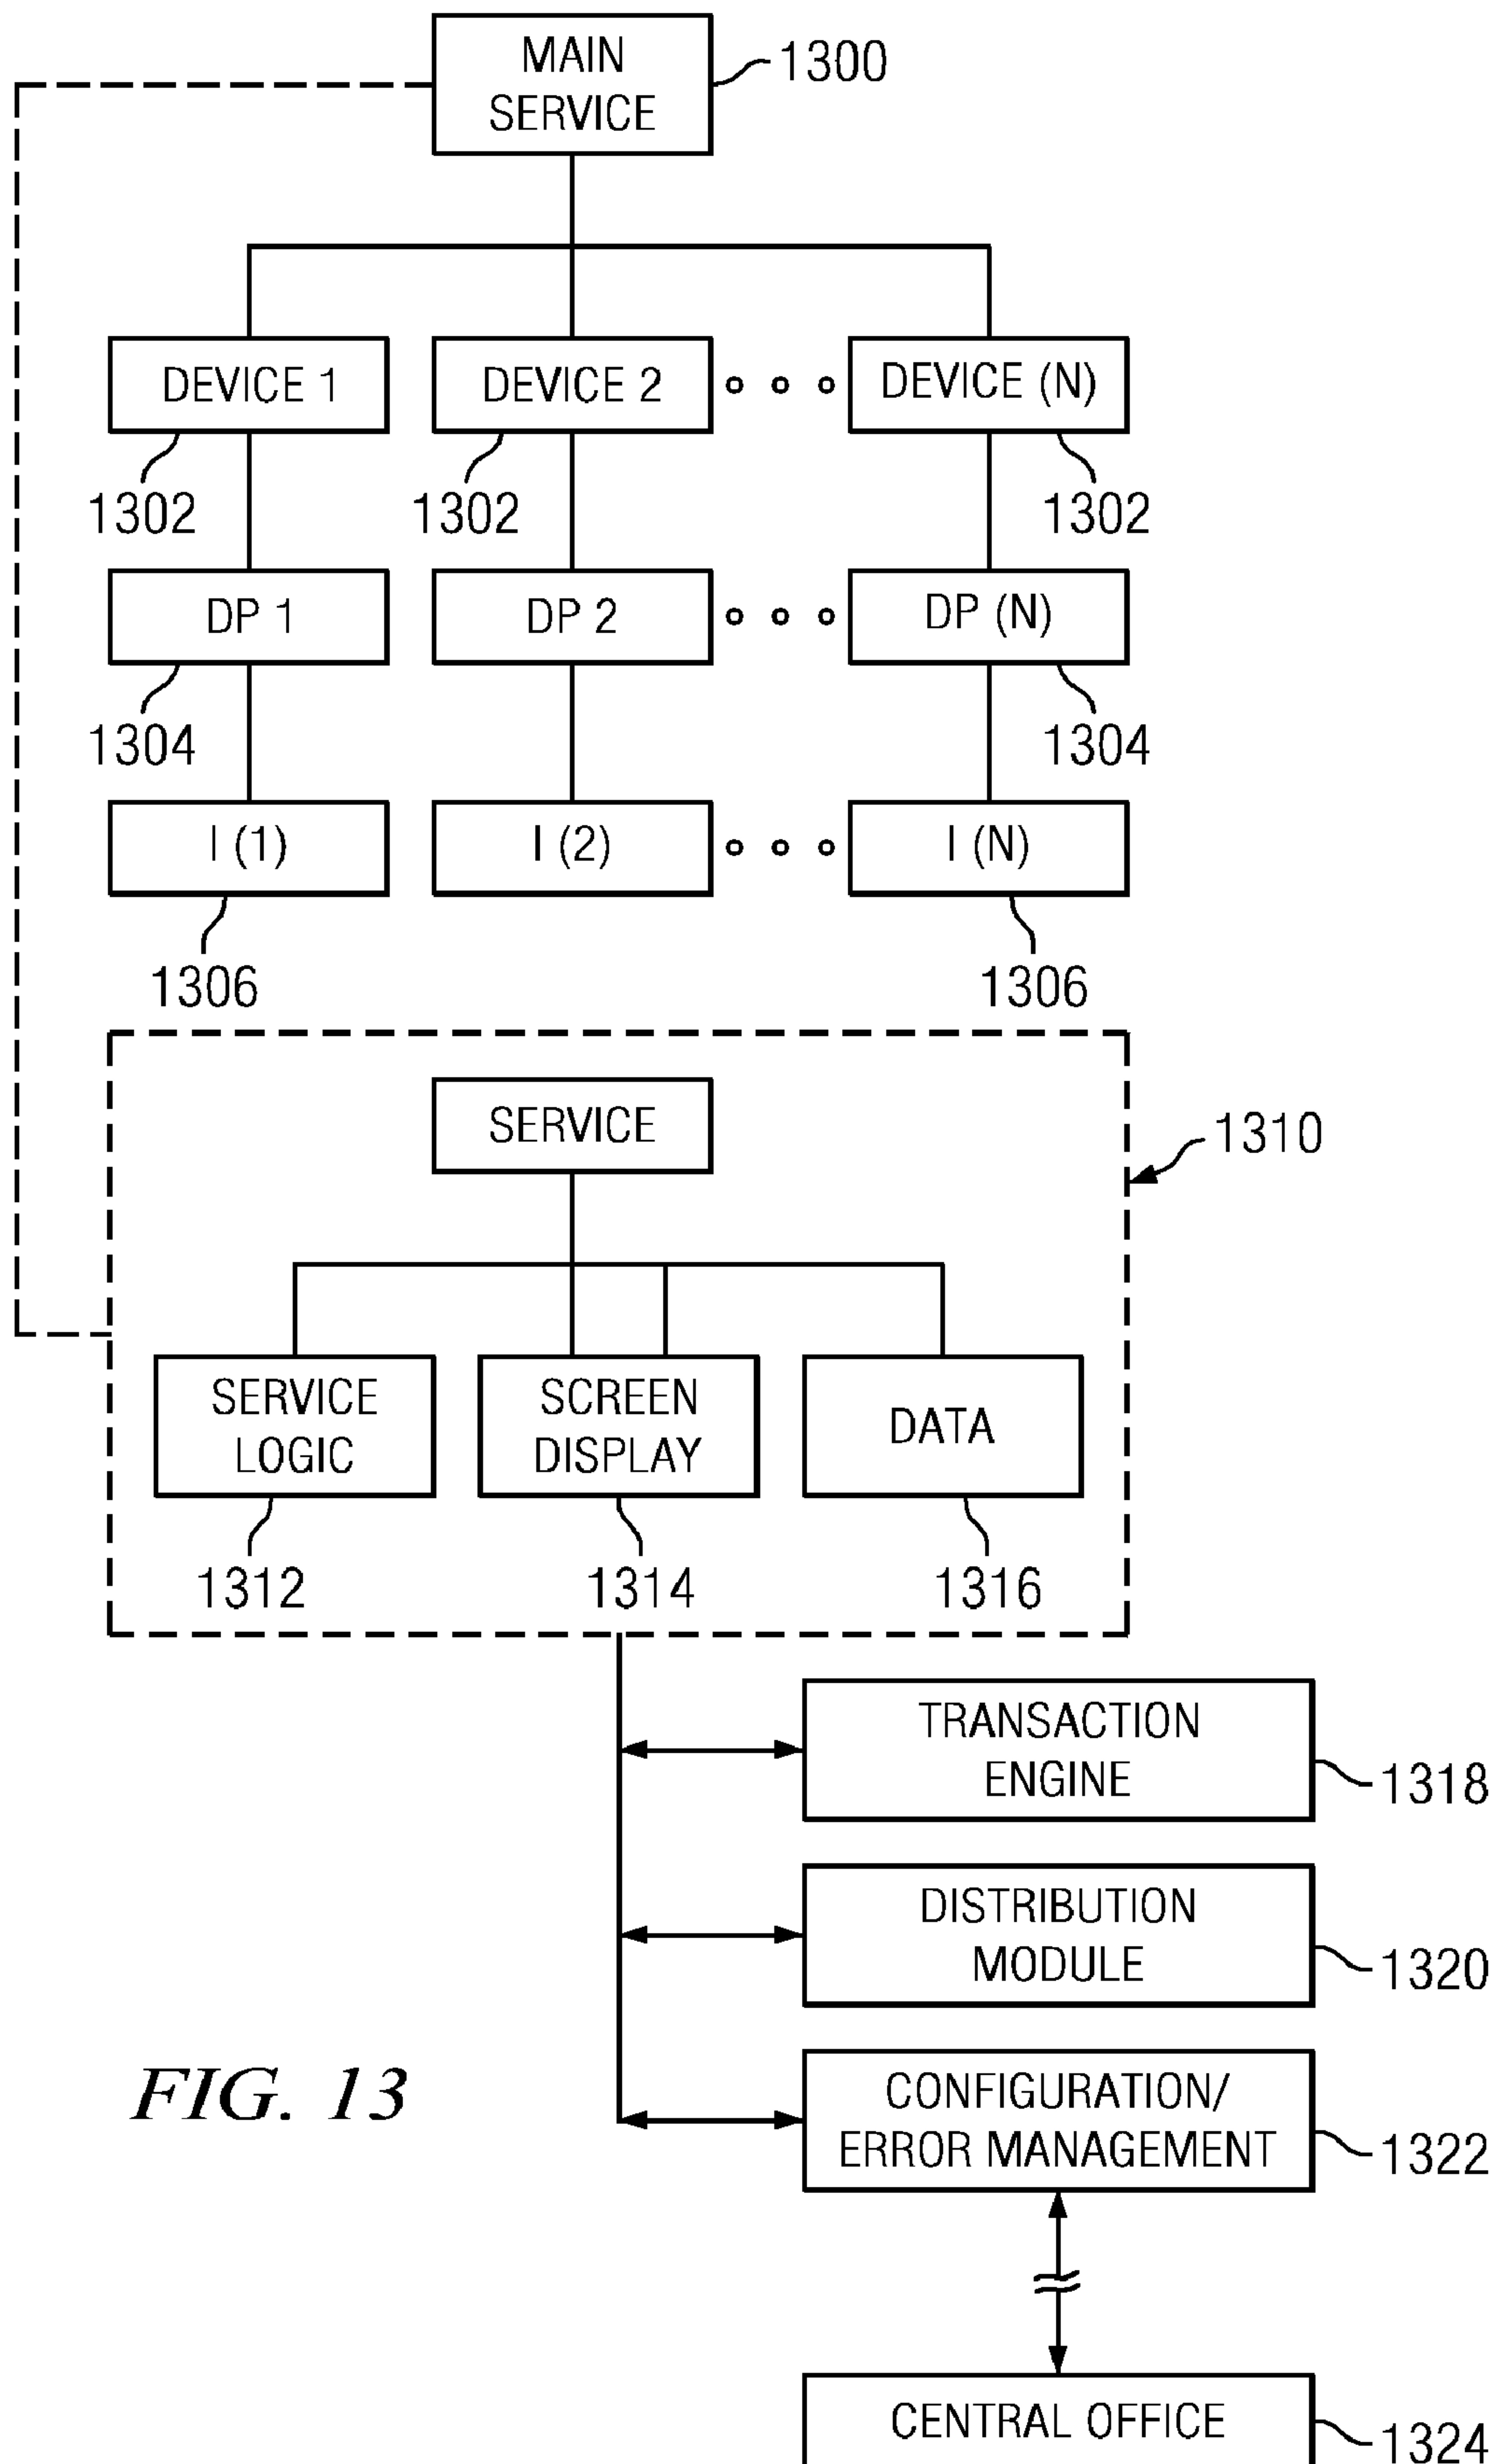 MAIN
SERVICE
1300
DEVICE 1
DEVICE 2
DEVICE (N)
1302
1302
1302
DP 1
DP 2
DP (N)
1304
1304
I (1)
I (2)
I (N)
1306
1306
SERVICE
1310
SERVICE
LOGIC
SCREEN
DISPLAY
DATA
1312
1314
1316
TRANSACTION
ENGINE
1318
DISTRIBUTION
MODULE
1320
CONFIGURATION/
ERROR MANAGEMENT
1322
FIG. 13
CENTRAL OFFICE
1324